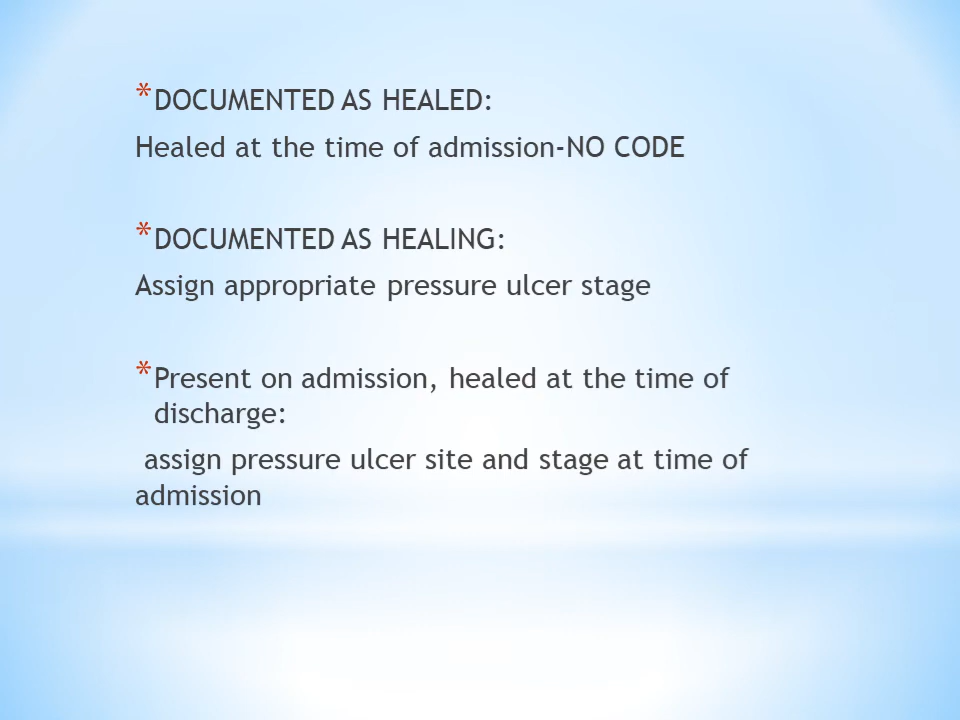 * DOCUMENTED AS HEALED:
Healed at the time of admission-NO CODE
* DOCUMENTED AS HEALING:
Assign appropriate pressure ulcer stage
* Present on admission, healed at the time of
discharge:
assign pressure ulcer site and stage at time of
admission